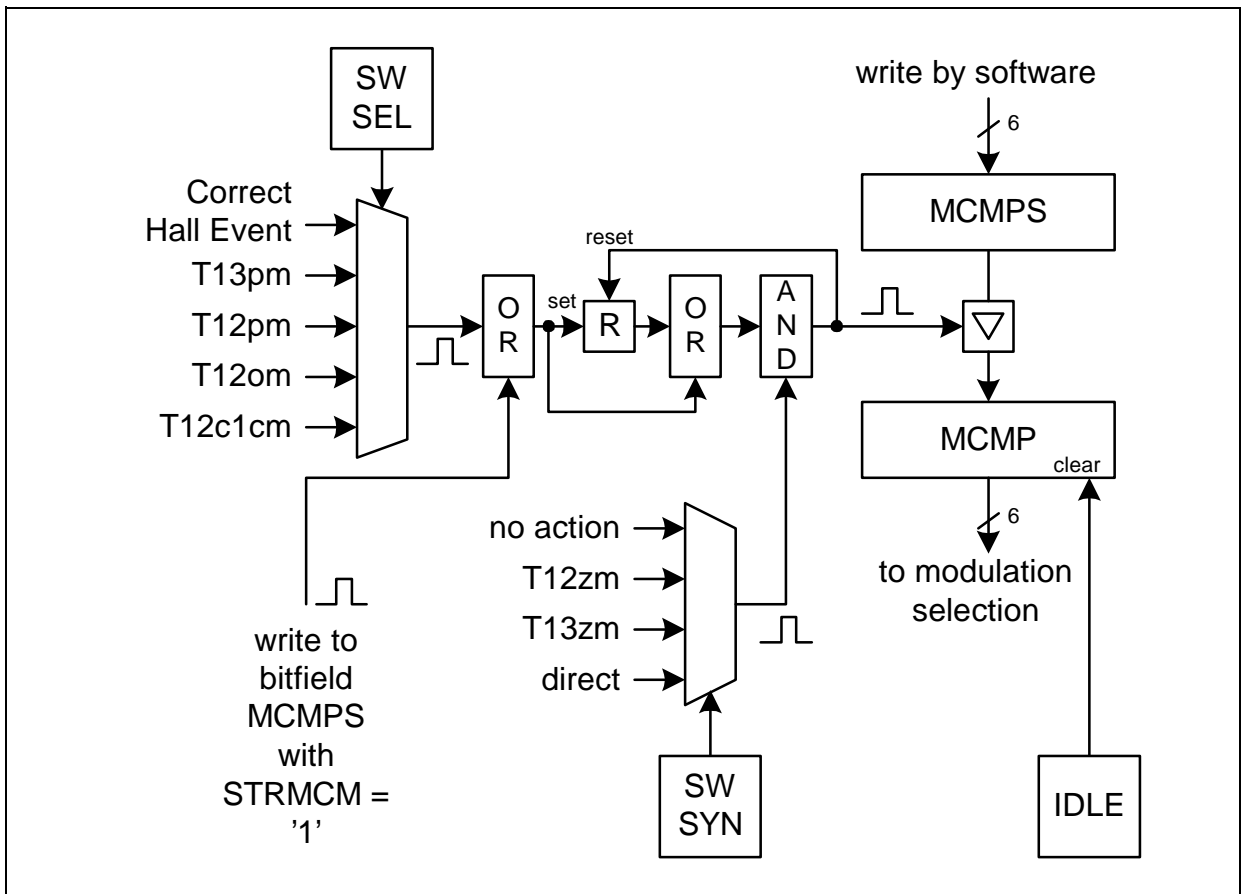 SW
SEL
write by software
6
Correct
Hall Event
T13pm
T12pm
T12om
T12c1cm
MCMPS
reset
set
O
R
R
O
R
A
N
D
MCMP
clear
6
to modulation
selection
no action
T12zm
T13zm
direct
write to
bitfield
MCMPS
with
STRMCM =
’1’
SW
SYN
IDLE